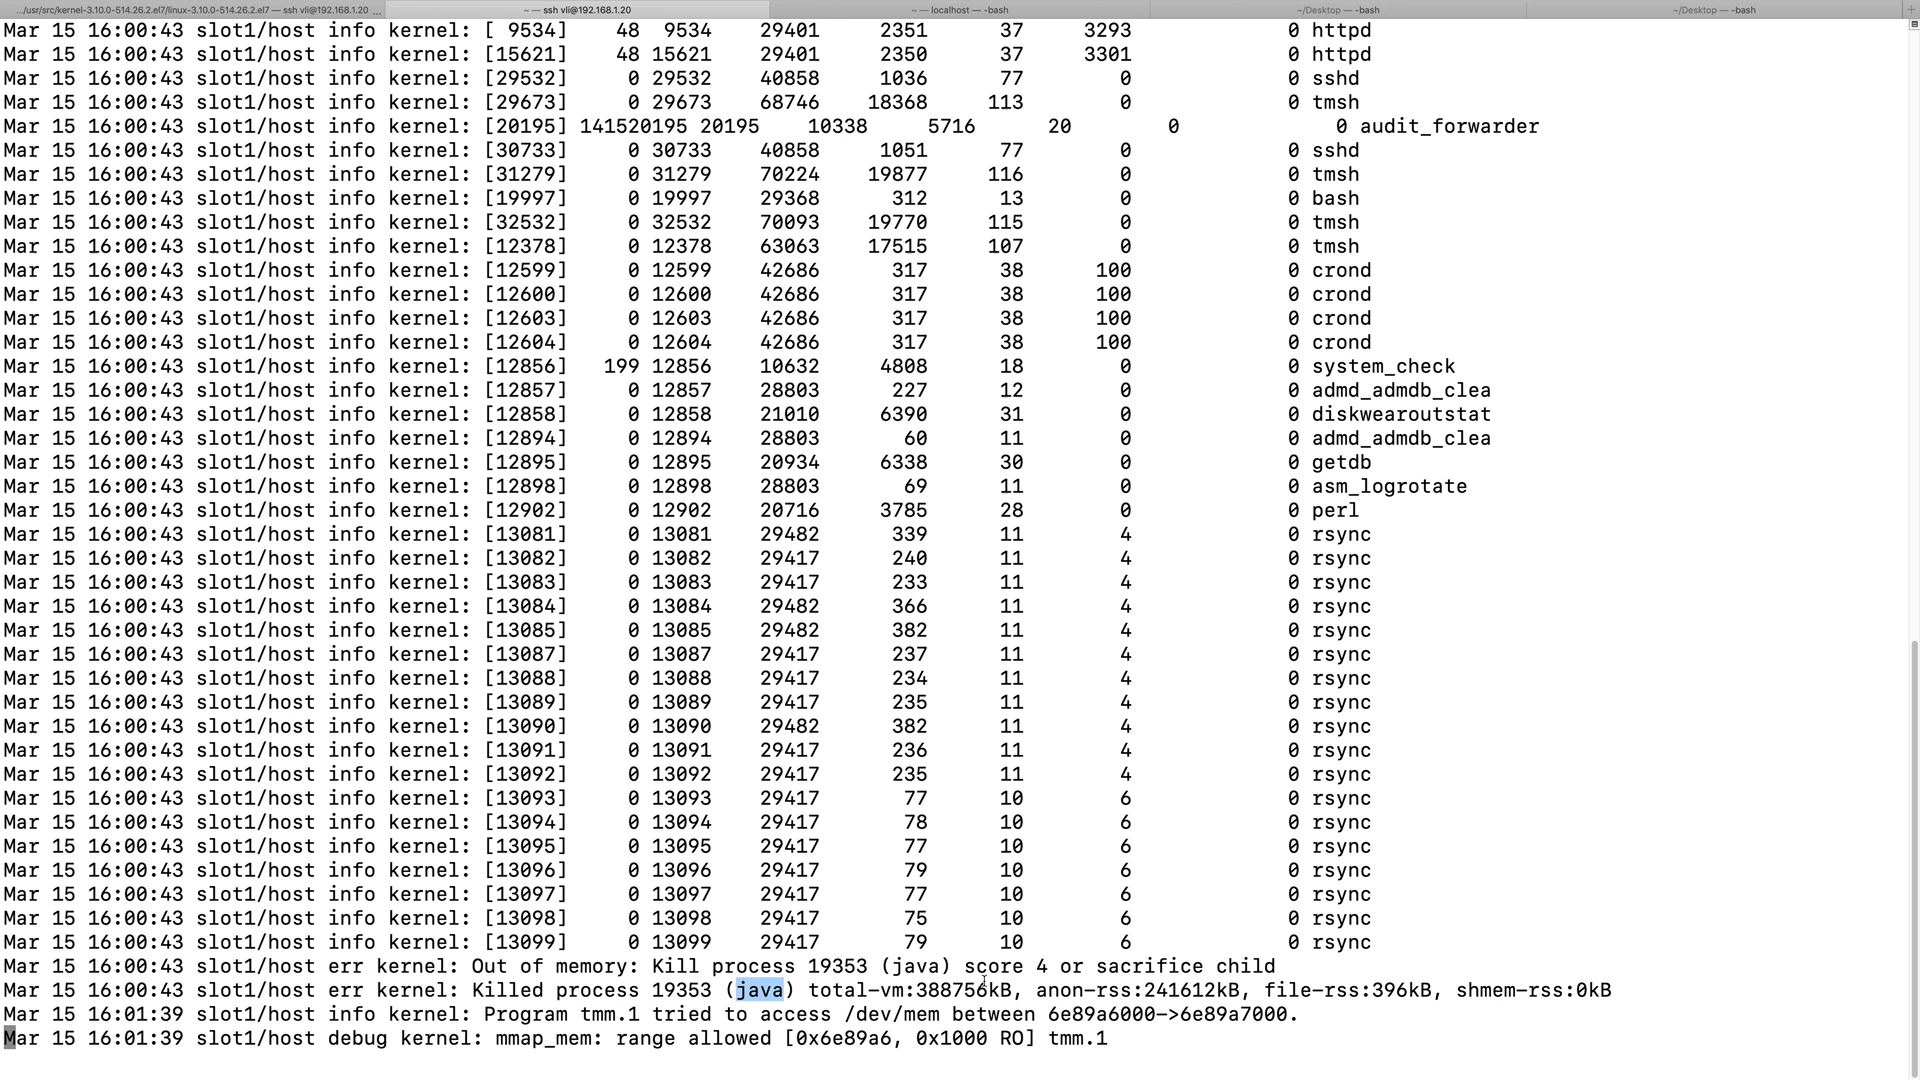 .../usr/src/kernel-3.10.0-514.26.2.el7/linux-3.10.0-514.26.2.el7 — ssh vli@192.168.1.20 ...
~ — ssh vli@192.168.1.20
~ — localhost — -bash
~/Desktop — -bash
~/Desktop — -bash
Mar 15 16:00:43 slot1/host info kernel: [ 9534]    48  9534    29401     2351      37     3293             0 httpd
Mar 15 16:00:43 slot1/host info kernel: [15621]    48 15621    29401     2350      37     3301             0 httpd
Mar 15 16:00:43 slot1/host info kernel: [29532]     0 29532    40858     1036      77        0             0 sshd
Mar 15 16:00:43 slot1/host info kernel: [29673]     0 29673    68746    18368     113        0             0 tmsh
Mar 15 16:00:43 slot1/host info kernel: [20195] 141520195 20195    10338     5716      20        0             0 audit_forwarder
Mar 15 16:00:43 slot1/host info kernel: [30733]     0 30733    40858     1051      77        0             0 sshd
Mar 15 16:00:43 slot1/host info kernel: [31279]     0 31279    70224    19877     116        0             0 tmsh
Mar 15 16:00:43 slot1/host info kernel: [19997]     0 19997    29368      312      13        0             0 bash
Mar 15 16:00:43 slot1/host info kernel: [32532]     0 32532    70093    19770     115        0             0 tmsh
Mar 15 16:00:43 slot1/host info kernel: [12378]     0 12378    63063    17515     107        0             0 tmsh
Mar 15 16:00:43 slot1/host info kernel: [12599]     0 12599    42686      317      38      100             0 crond
Mar 15 16:00:43 slot1/host info kernel: [12600]     0 12600    42686      317      38      100             0 crond
Mar 15 16:00:43 slot1/host info kernel: [12603]     0 12603    42686      317      38      100             0 crond
Mar 15 16:00:43 slot1/host info kernel: [12604]     0 12604    42686      317      38      100             0 crond
Mar 15 16:00:43 slot1/host info kernel: [12856]   199 12856    10632     4808      18        0             0 system_check
Mar 15 16:00:43 slot1/host info kernel: [12857]     0 12857    28803      227      12        0             0 admd_admdb_clea
Mar 15 16:00:43 slot1/host info kernel: [12858]     0 12858    21010     6390      31        0             0 diskwearoutstat
Mar 15 16:00:43 slot1/host info kernel: [12894]     0 12894    28803       60      11        0             0 admd_admdb_clea
Mar 15 16:00:43 slot1/host info kernel: [12895]     0 12895    20934     6338      30        0             0 getdb
Mar 15 16:00:43 slot1/host info kernel: [12898]     0 12898    28803       69      11        0             0 asm_logrotate
Mar 15 16:00:43 slot1/host info kernel: [12902]     0 12902    20716     3785      28        0             0 perl
Mar 15 16:00:43 slot1/host info kernel: [13081]     0 13081    29482      339      11        4             0 rsync
Mar 15 16:00:43 slot1/host info kernel: [13082]     0 13082    29417      240      11        4             0 rsync
Mar 15 16:00:43 slot1/host info kernel: [13083]     0 13083    29417      233      11        4             0 rsync
Mar 15 16:00:43 slot1/host info kernel: [13084]     0 13084    29482      366      11        4             0 rsync
Mar 15 16:00:43 slot1/host info kernel: [13085]     0 13085    29482      382      11        4             0 rsync
Mar 15 16:00:43 slot1/host info kernel: [13087]     0 13087    29417      237      11        4             0 rsync
Mar 15 16:00:43 slot1/host info kernel: [13088]     0 13088    29417      234      11        4             0 rsync
Mar 15 16:00:43 slot1/host info kernel: [13089]     0 13089    29417      235      11        4             0 rsync
Mar 15 16:00:43 slot1/host info kernel: [13090]     0 13090    29482      382      11        4             0 rsync
Mar 15 16:00:43 slot1/host info kernel: [13091]     0 13091    29417      236      11        4             0 rsync
Mar 15 16:00:43 slot1/host info kernel: [13092]     0 13092    29417      235      11        4             0 rsync
Mar 15 16:00:43 slot1/host info kernel: [13093]     0 13093    29417       77      10        6             0 rsync
Mar 15 16:00:43 slot1/host info kernel: [13094]     0 13094    29417       78      10        6             0 rsync
Mar 15 16:00:43 slot1/host info kernel: [13095]     0 13095    29417       77      10        6             0 rsync
Mar 15 16:00:43 slot1/host info kernel: [13096]     0 13096    29417       79      10        6             0 rsync
Mar 15 16:00:43 slot1/host info kernel: [13097]     0 13097    29417       77      10        6             0 rsync
Mar 15 16:00:43 slot1/host info kernel: [13098]     0 13098    29417       75      10        6             0 rsync
Mar 15 16:00:43 slot1/host info kernel: [13099]     0 13099    29417       79      10        6             0 rsync
Mar 15 16:00:43 slot1/host err kernel: Out of memory: Kill process 19353 (java) score 4 or sacrifice child
Mar 15 16:00:43 slot1/host err kernel: Killed process 19353 (java) total-vm:388756kB, anon-rss:241612kB, file-rss:396kB, shmem-rss:0kB
Mar 15 16:01:39 slot1/host info kernel: Program tmm.1 tried to access /dev/mem between 6e89a6000->6e89a7000.
Mar 15 16:01:39 slot1/host debug kernel: mmap_mem: range allowed [0x6e89a6, 0x1000 RO] tmm.1